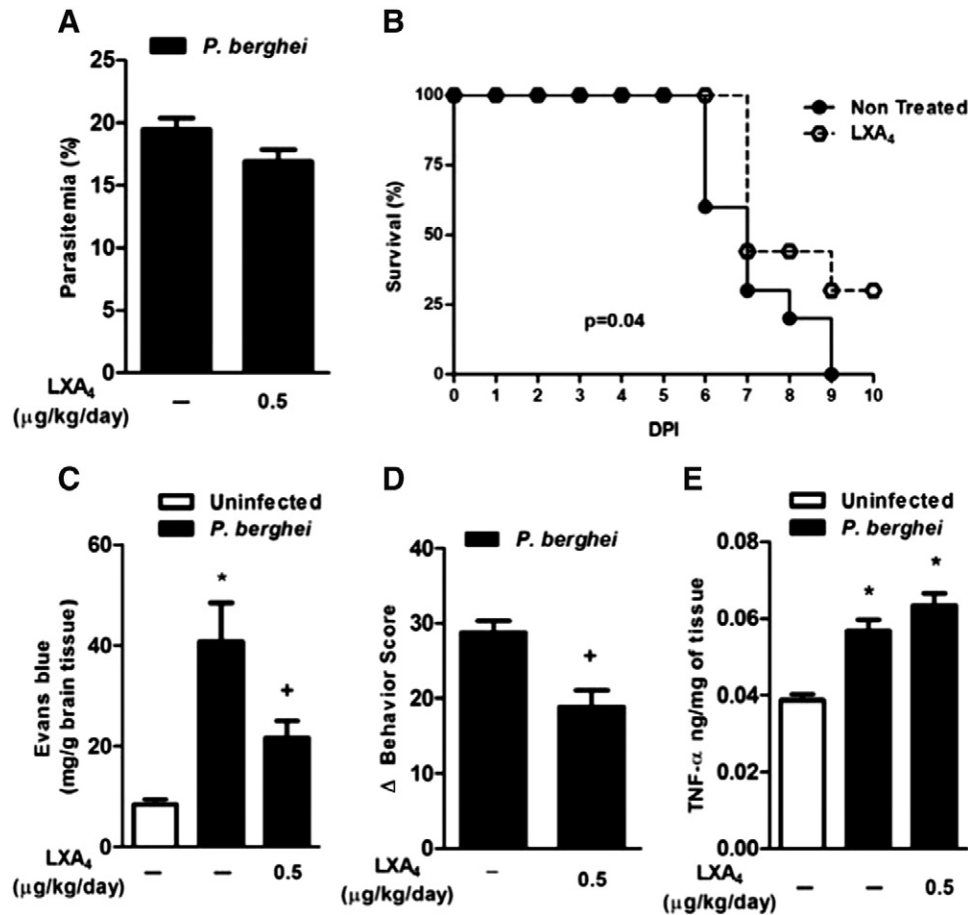 A
P. berghei
25
20
15
10
5
0
Parasitemia (%)
LXA₄
(μg/kg/day)
– 0.5
B
100
75
50
25
0
Survival (%)
Non Treated
LXA₄
p=0.04
0 1 2 3 4 5 6 7 8 9 10
DPI
C
Uninfected
P. berghei
60
40
20
0
Evans blue
(mg/g brain tissue)
*
+
LXA₄
(μg/kg/day)
– – 0.5
D
P. berghei
40
30
20
10
0
Δ Behavior Score
+
LXA₄
(μg/kg/day)
– 0.5
E
Uninfected
P. berghei
0.08
0.06
0.04
0.02
0.00
TNF-α ng/mg of tissue
* *
LXA₄
(μg/kg/day)
– – 0.5